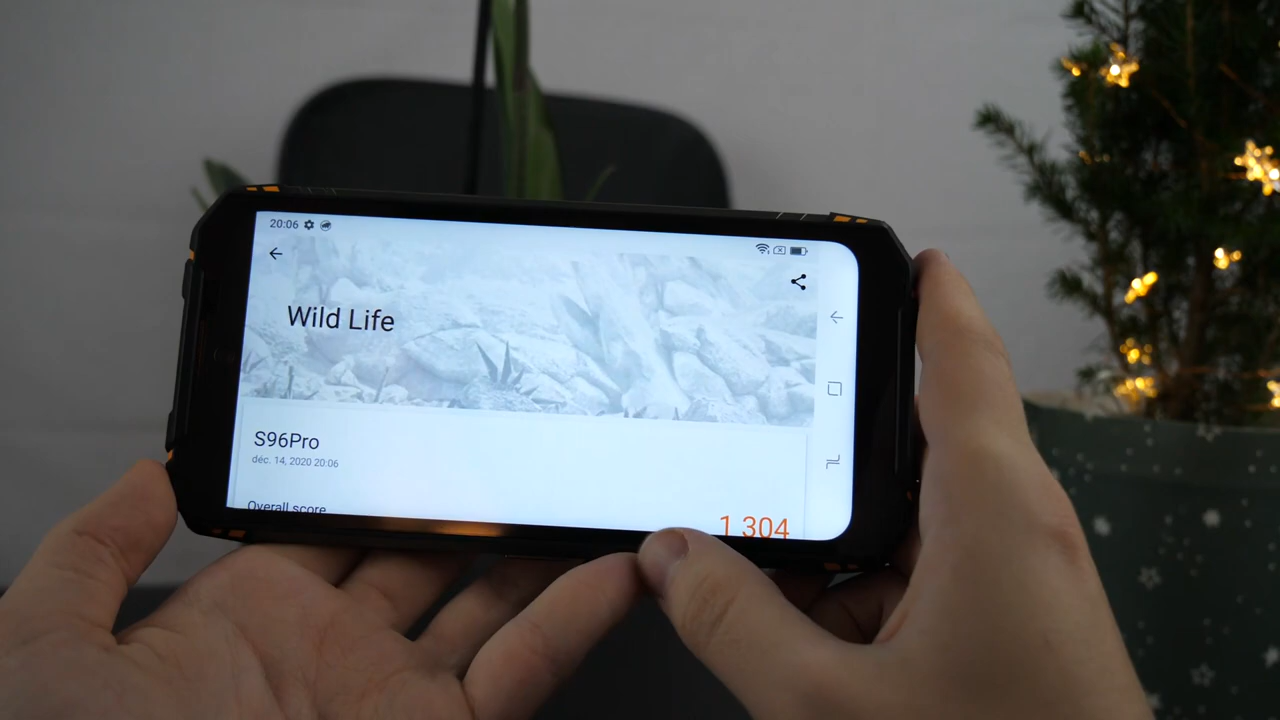 20:06
Wild Life
S96Pro
déc. 14, 2020 20:06
Overall score
1 304